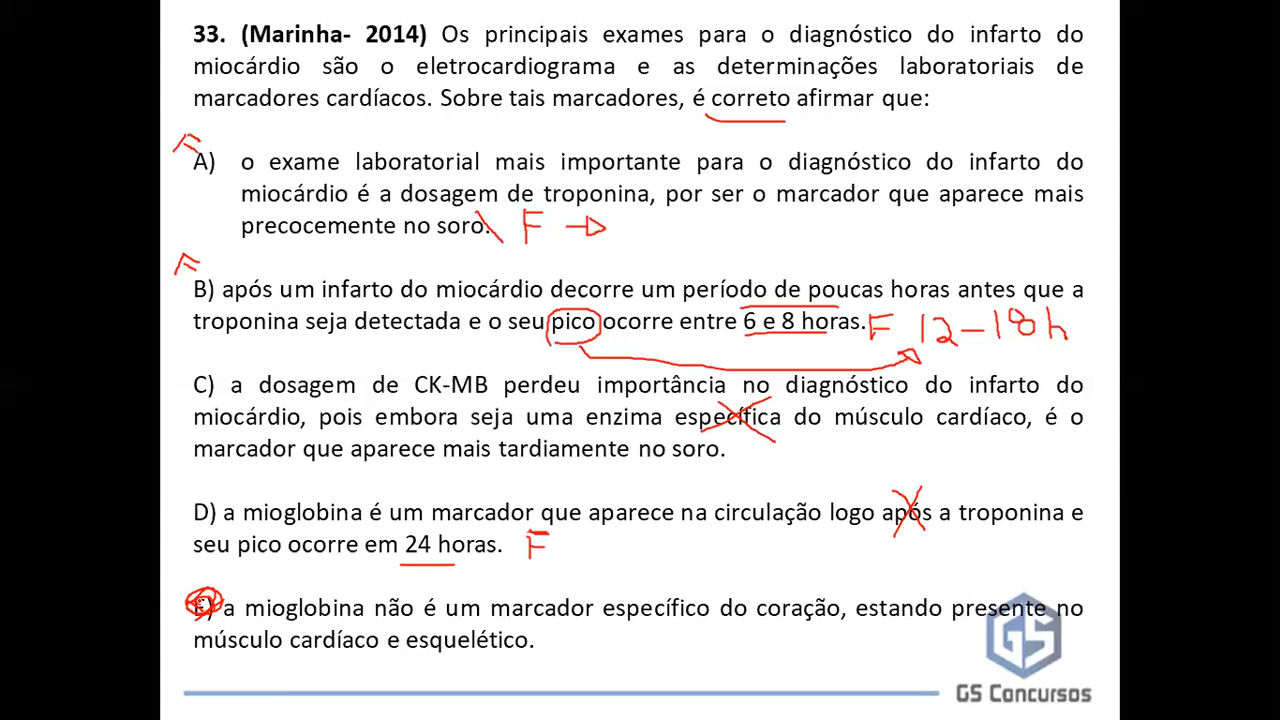 33. (Marinha- 2014) Os principais exames para o diagnóstico do infarto do
miocárdio são o eletrocardiograma e as determinações laboratoriais de
marcadores cardíacos. Sobre tais marcadores, é correto afirmar que:
F
A) o exame laboratorial mais importante para o diagnóstico do infarto do
miocárdio é a dosagem de troponina, por ser o marcador que aparece mais
precocemente no soro. F
F
B) após um infarto do miocárdio decorre um período de poucas horas antes que a
troponina seja detectada e o seu pico ocorre entre 6 e 8 horas. F 12-18h
C) a dosagem de CK-MB perdeu importância no diagnóstico do infarto do
miocárdio, pois embora seja uma enzima específica do músculo cardíaco, é o
marcador que aparece mais tardiamente no soro.
D) a mioglobina é um marcador que aparece na circulação logo após a troponina e
seu pico ocorre em 24 horas. F
E) a mioglobina não é um marcador específico do coração, estando presente no
músculo cardíaco e esquelético.
GS
GS Concursos